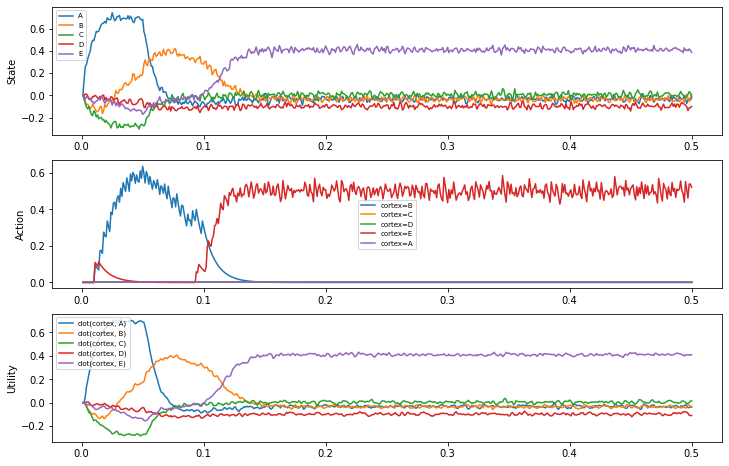 A
B
C
D
E
State
0.6
0.4
0.2
0.0
−0.2
0.0 0.1 0.2 0.3 0.4 0.5
cortex=B
cortex=C
cortex=D
cortex=E
cortex=A
Action
0.6
0.4
0.2
0.0
0.0 0.1 0.2 0.3 0.4 0.5
dot(cortex, A)
dot(cortex, B)
dot(cortex, C)
dot(cortex, D)
dot(cortex, E)
Utility
0.6
0.4
0.2
0.0
−0.2
0.0 0.1 0.2 0.3 0.4 0.5